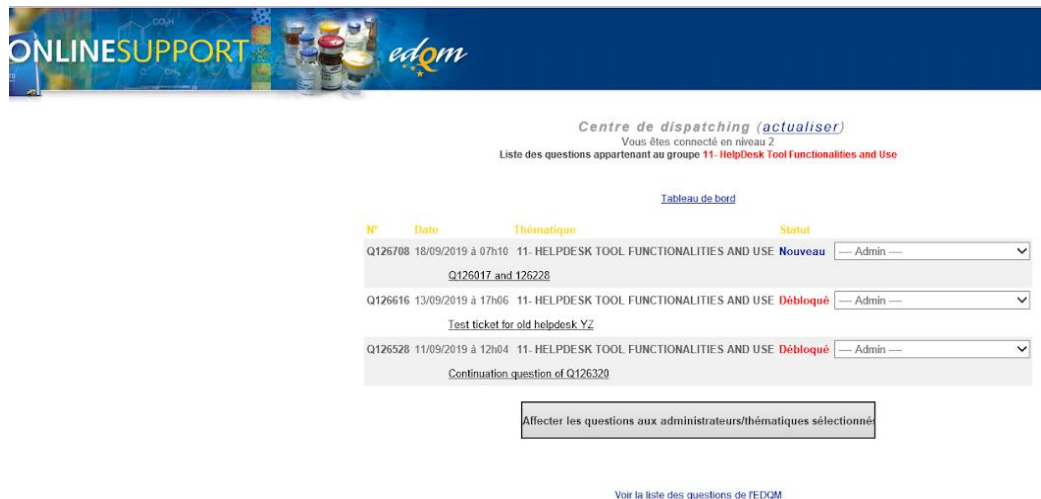 ONLINESUPPORT
CO₂H
edqm
Centre de dispatching (actualiser)
Vous êtes connecté en niveau 2
Liste des questions appartenant au groupe 11- HelpDesk Tool Functionalities and Use
Tableau de bord
N° Date Thématique Statut
Q126708 18/09/2019 à 07h10 11- HELPDESK TOOL FUNCTIONALITIES AND USE Nouveau ---- Admin ----
Q126017 and 126228
Q126616 13/09/2019 à 17h06 11- HELPDESK TOOL FUNCTIONALITIES AND USE Débloqué ---- Admin ----
Test ticket for old helpdesk YZ
Q126528 11/09/2019 à 12h04 11- HELPDESK TOOL FUNCTIONALITIES AND USE Débloqué ---- Admin ----
Continuation question of Q126320
Affecter les questions aux administrateurs/thématiques sélectionnés
Voir la liste des questions de l'EDQM